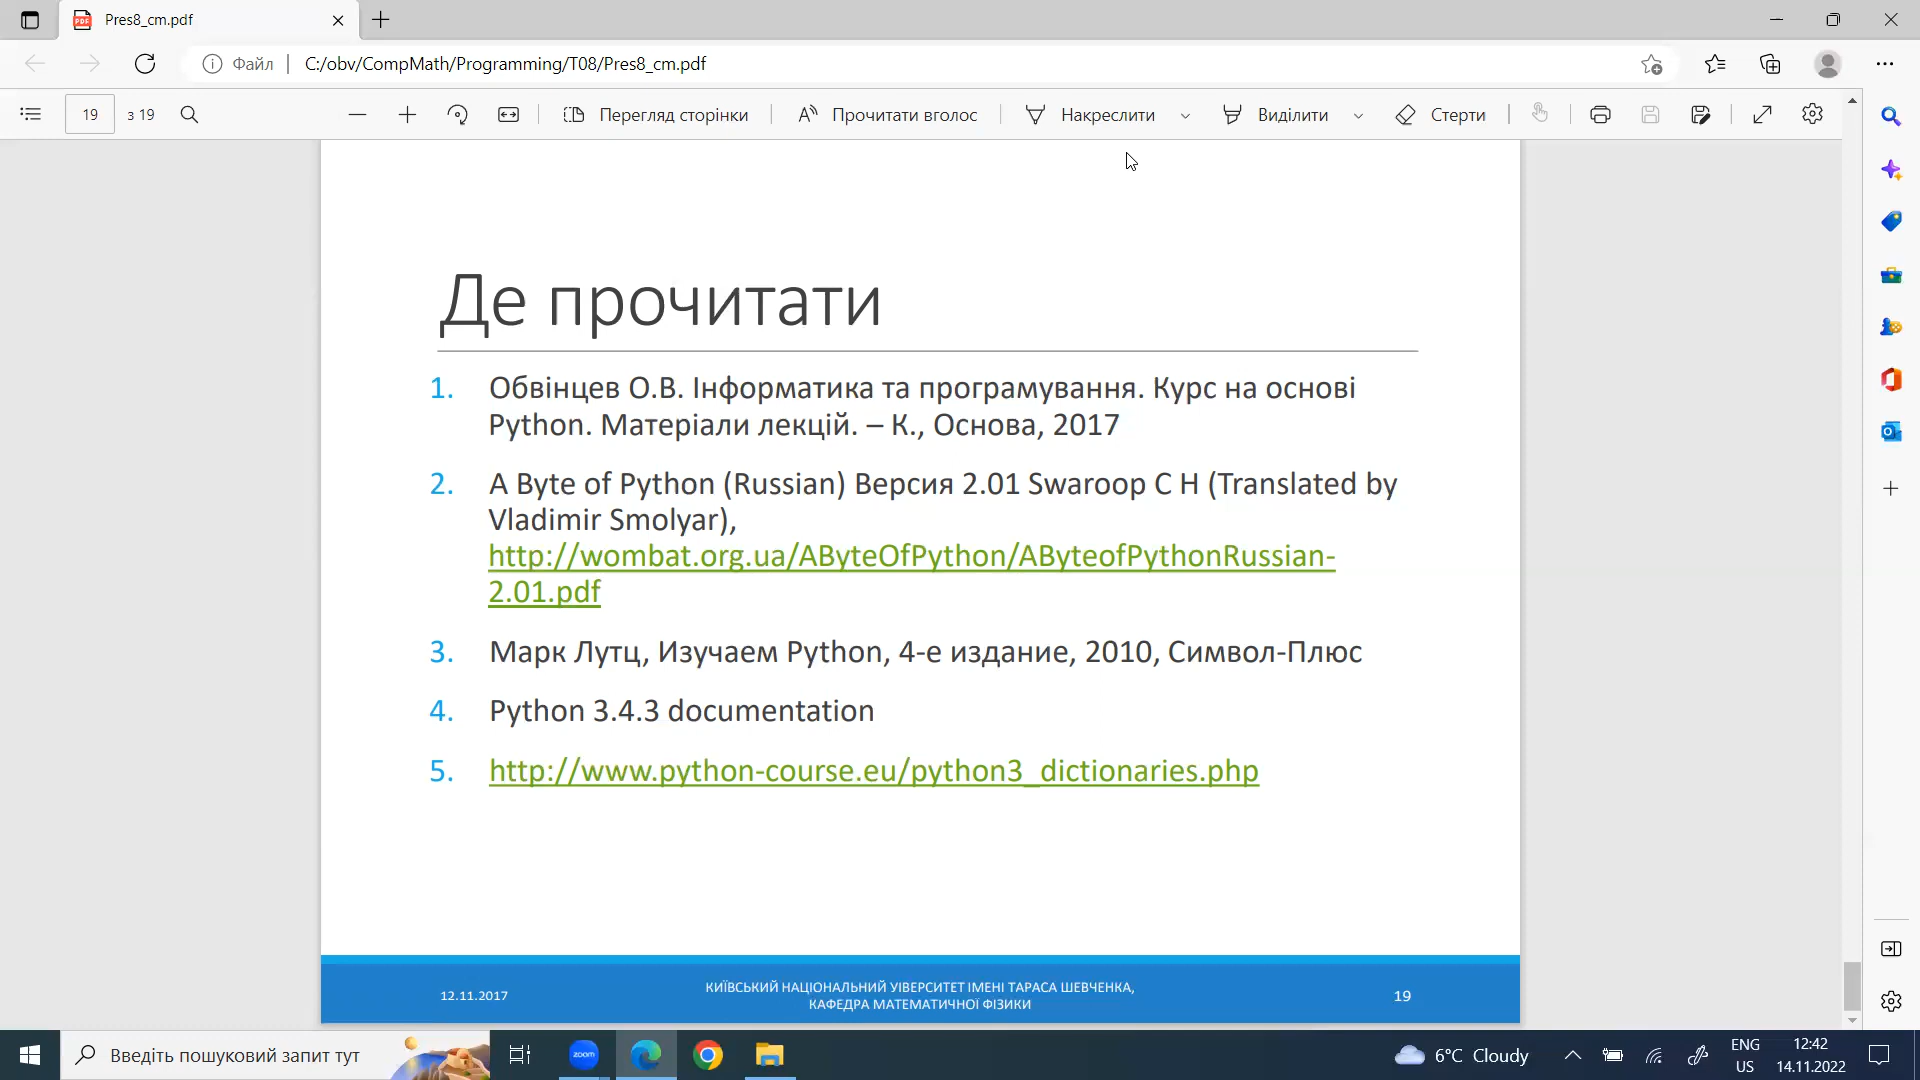 Pres8_cm.pdf
Файл
C:/obv/CompMath/Programming/T08/Pres8_cm.pdf
19
з 19
Перегляд сторінки
Прочитати вголос
Накреслити
Виділити
Стерти
Де прочитати
1. Обвінцев О.В. Інформатика та програмування. Курс на основі
Python. Матеріали лекцій. – К., Основа, 2017
2. A Byte of Python (Russian) Версия 2.01 Swaroop C H (Translated by
Vladimir Smolyar),
http://wombat.org.ua/AByteOfPython/AByteofPythonRussian-
2.01.pdf
3. Марк Лутц, Изучаем Python, 4-е издание, 2010, Символ-Плюс
4. Python 3.4.3 documentation
5. http://www.python-course.eu/python3_dictionaries.php
12.11.2017
КИЇВСЬКИЙ НАЦІОНАЛЬНИЙ УІВЕРСИТЕТ ІМЕНІ ТАРАСА ШЕВЧЕНКА,
КАФЕДРА МАТЕМАТИЧНОЇ ФІЗИКИ
19
Введіть пошуковий запит тут
zoom
6°C Cloudy
ENG
US
12:42
14.11.2022